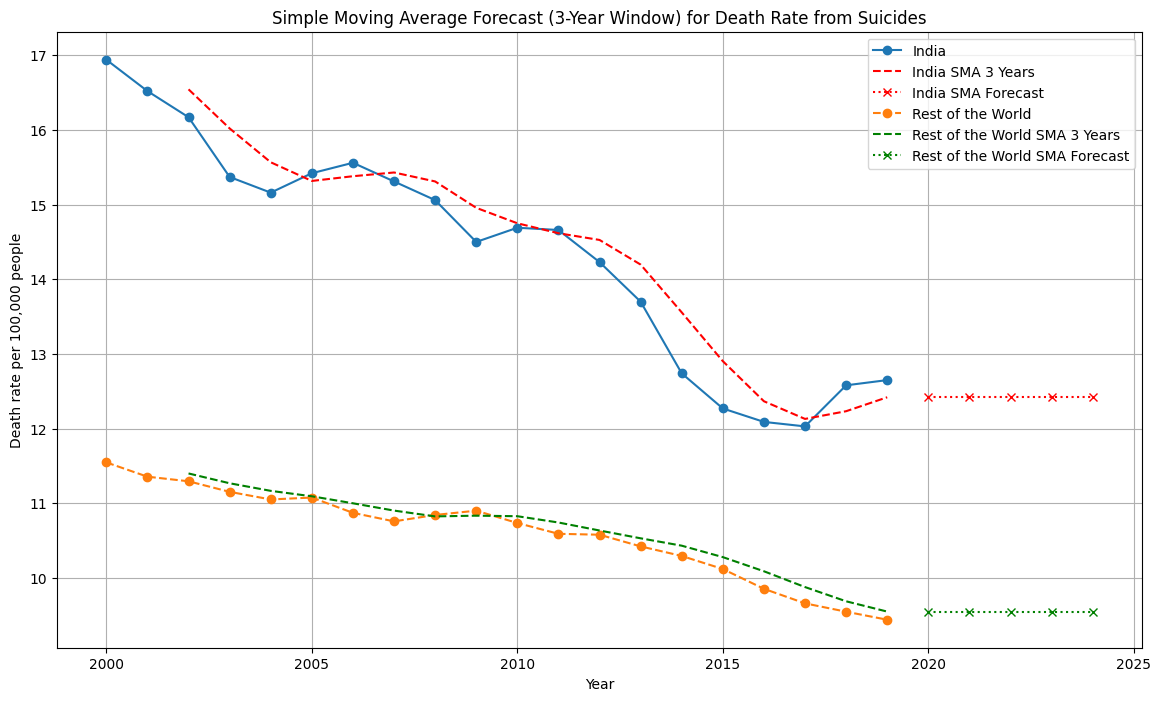 Simple Moving Average Forecast (3-Year Window) for Death Rate from Suicides
India
India SMA 3 Years
India SMA Forecast
Rest of the World
Rest of the World SMA 3 Years
Rest of the World SMA Forecast
Death rate per 100,000 people
17
16
15
14
13
12
11
10
2000
2005
2010
2015
2020
2025
Year